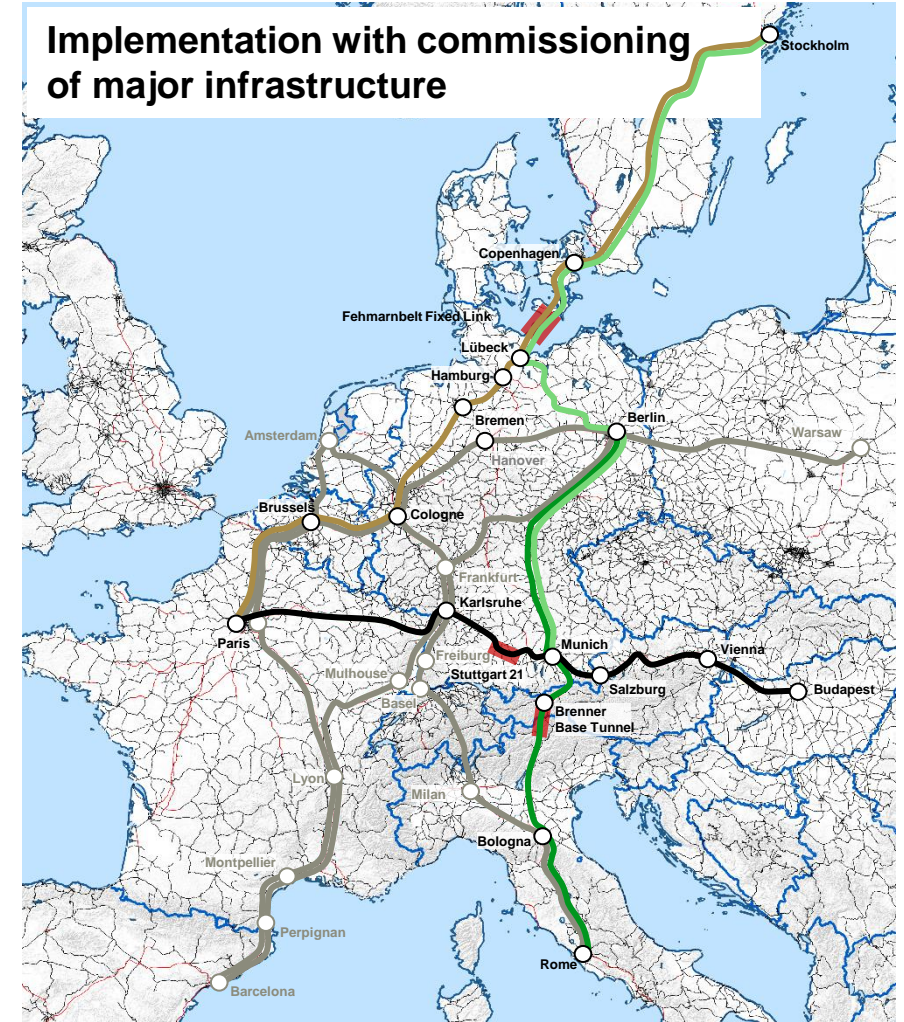 Implementation with commissioning
of major infrastructure
Stockholm
Copenhagen
Fehmarnbelt Fixed Link
Lübeck
Hamburg
Bremen
Berlin
Amsterdam
Hanover
Warsaw
Brussels
Cologne
Frankfurt
Karlsruhe
Paris
Munich
Vienna
Freiburg
Mulhouse
Stuttgart 21
Salzburg
Budapest
Basel
Brenner
Base Tunnel
Lyon
Milan
Bologna
Montpellier
Perpignan
Rome
Barcelona